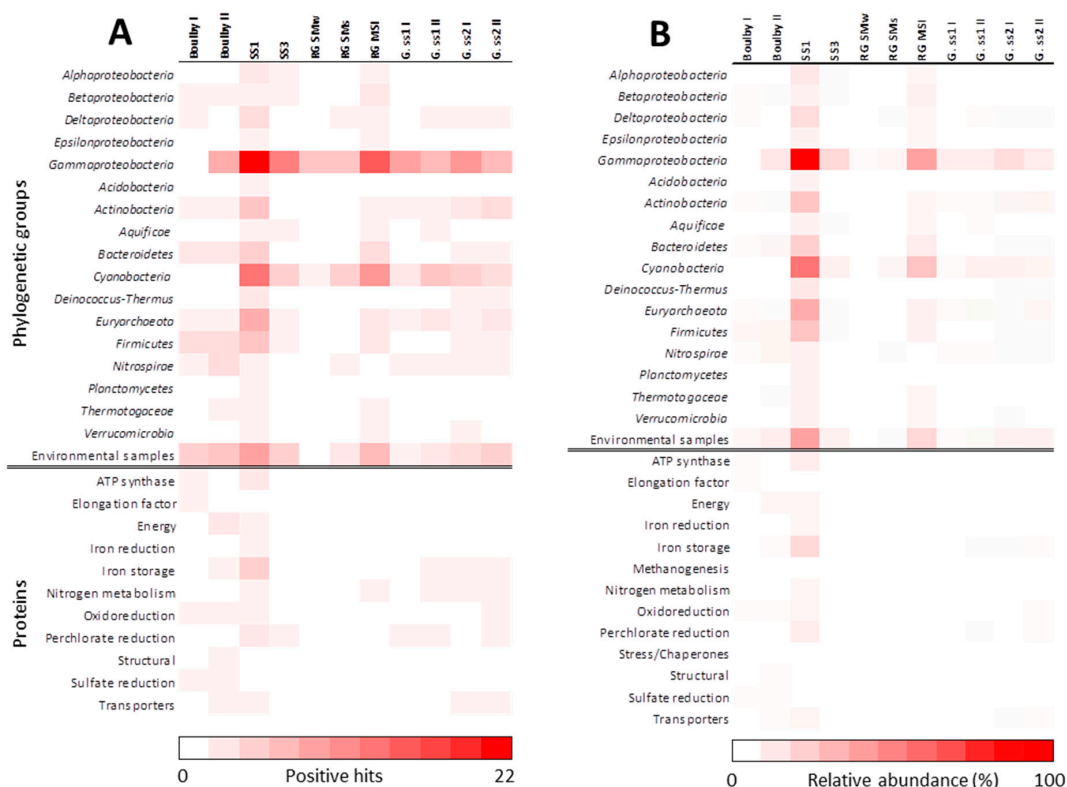 A
Boulby I
Boulby II
SS1
SS3
RG SMw
RG SMs
RG MSI
G. ss1 I
G. ss1 II
G. ss2 I
G. ss2 II
Phylogenetic groups
Alphaproteobacteria
Betaproteobacteria
Deltaproteobacteria
Epsilonproteobacteria
Gammaproteobacteria
Acidobacteria
Actinobacteria
Aquificae
Bacteroidetes
Cyanobacteria
Deinococcus-Thermus
Euryarchaeota
Firmicutes
Nitrospirae
Planctomycetes
Thermotogaceae
Verrucomicrobia
Environmental samples
Proteins
ATP synthase
Elongation factor
Energy
Iron reduction
Iron storage
Nitrogen metabolism
Oxidoreduction
Perchlorate reduction
Structural
Sulfate reduction
Transporters
0
Positive hits
22
B
Boulby I
Boulby II
SS1
SS3
RG SMw
RG SMs
RG MSI
G. ss1 I
G. ss1 II
G. ss2 I
G. ss2 II
Alphaproteobacteria
Betaproteobacteria
Deltaproteobacteria
Epsilonproteobacteria
Gammaproteobacteria
Acidobacteria
Actinobacteria
Aquificae
Bacteroidetes
Cyanobacteria
Deinococcus-Thermus
Euryarchaeota
Firmicutes
Nitrospirae
Planctomycetes
Thermotogaceae
Verrucomicrobia
Environmental samples
ATP synthase
Elongation factor
Energy
Iron reduction
Iron storage
Methanogenesis
Nitrogen metabolism
Oxidoreduction
Perchlorate reduction
Stress/Chaperones
Structural
Sulfate reduction
Transporters
0
Relative abundance (%)
100